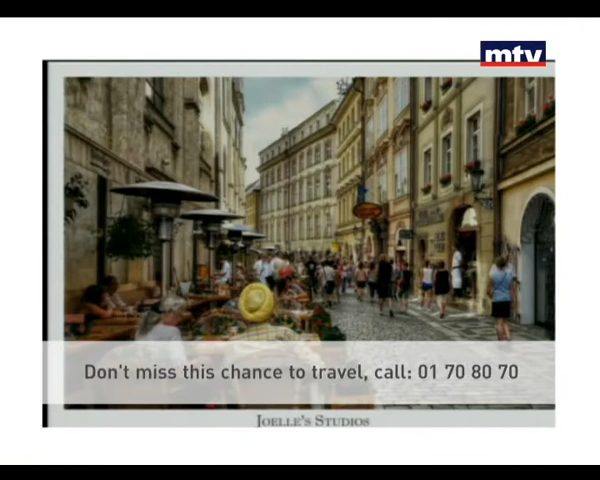 mtv
Don't miss this chance to travel, call: 01 70 80 70
JOELLE'S STUDIOS